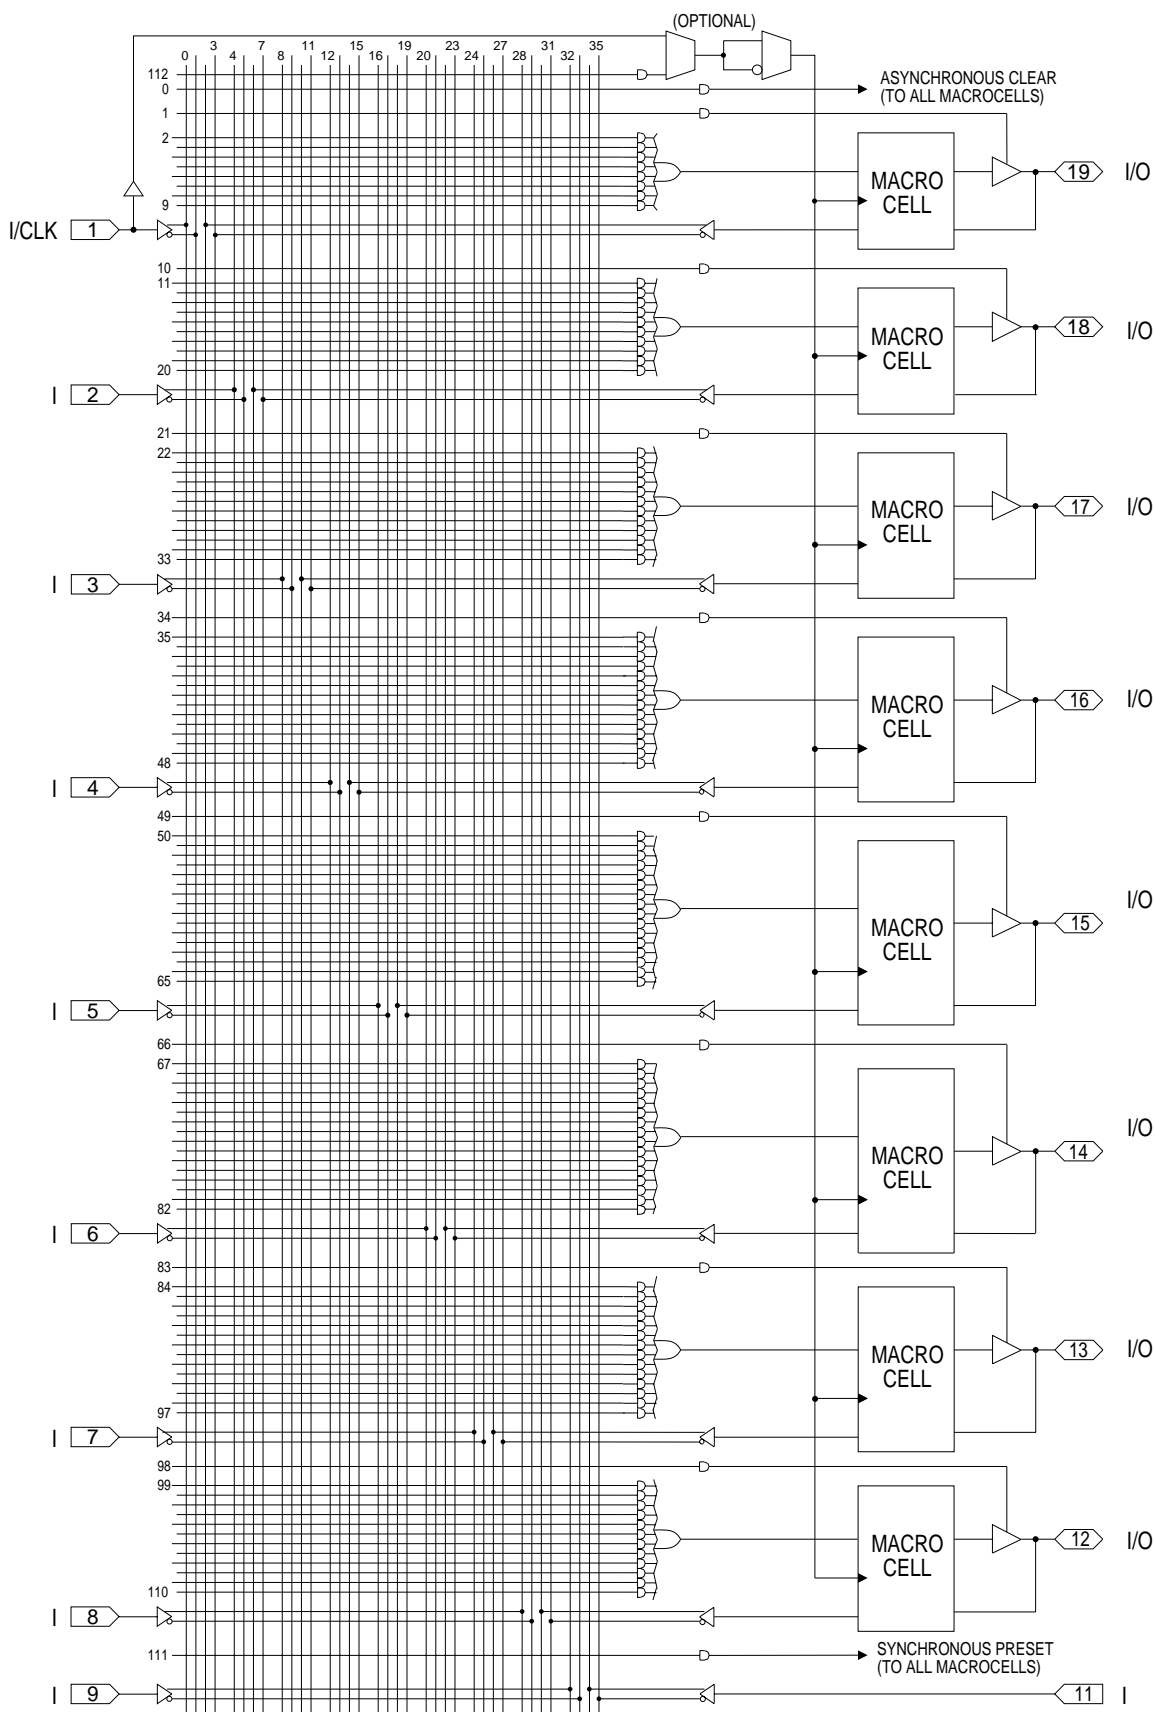 (OPTIONAL)
3 7 11 15 19 23 27 31 35
0 4 8 12 16 20 24 28 32
112
0
ASYNCHRONOUS CLEAR
(TO ALL MACROCELLS)
1
2
MACRO
CELL
19 I/O
9
I/CLK 1
10
11
MACRO
CELL
18 I/O
20
I 2
21
22
MACRO
CELL
17 I/O
33
I 3
34
35
MACRO
CELL
16 I/O
48
I 4
49
50
I/O
MACRO
CELL
15
65
I 5
66
67
I/O
MACRO
CELL
14
82
I 6
83
84
MACRO
CELL
13 I/O
97
I 7
98
99
MACRO
CELL
12 I/O
110
I 8
111
SYNCHRONOUS PRESET
(TO ALL MACROCELLS)
I 9
11 I